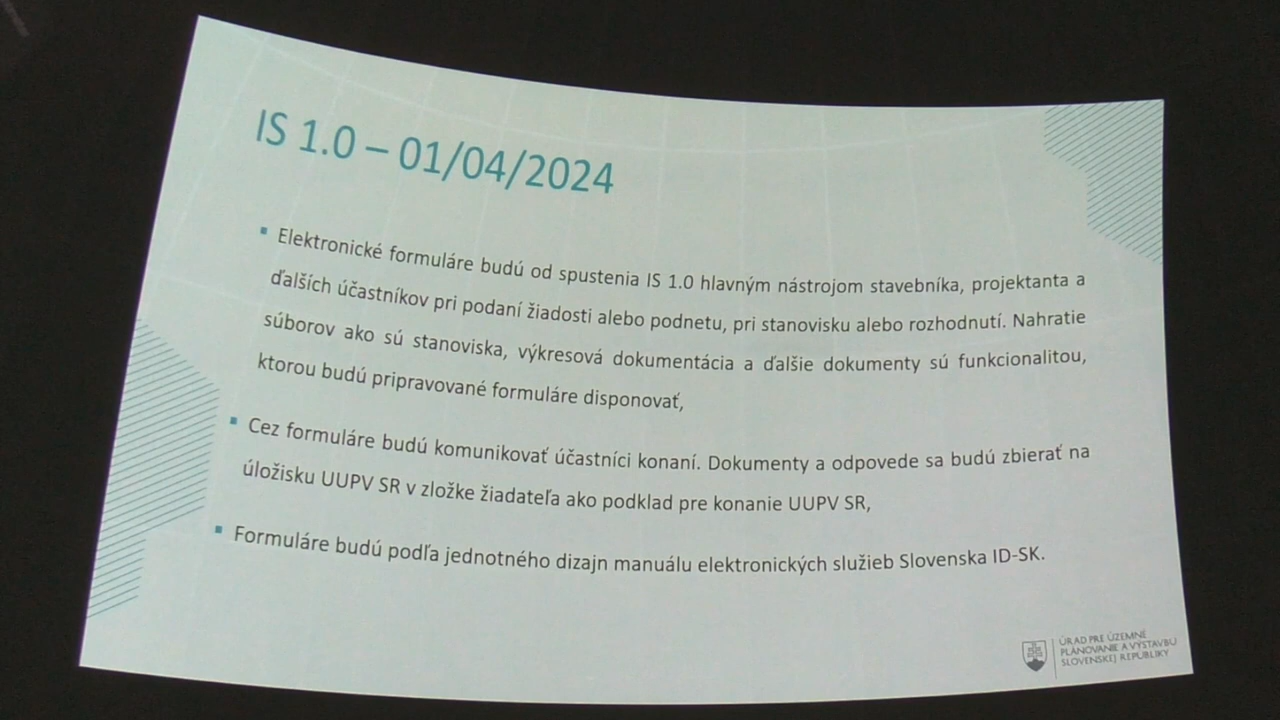 IS 1.0 – 01/04/2024
▪ Elektronické formuláre budú od spustenia IS 1.0 hlavným nástrojom stavebníka, projektanta a
ďalších účastníkov pri podaní žiadosti alebo podnetu, pri stanovisku alebo rozhodnutí. Nahratie
súborov ako sú stanoviska, výkresová dokumentácia a ďalšie dokumenty sú funkcionalitou,
ktorou budú pripravované formuláre disponovať,
▪ Cez formuláre budú komunikovať účastníci konaní. Dokumenty a odpovede sa budú zbierať na
úložisku UUPV SR v zložke žiadateľa ako podklad pre konanie UUPV SR,
▪ Formuláre budú podľa jednotného dizajn manuálu elektronických služieb Slovenska ID-SK.
ÚRAD PRE ÚZEMNÉ
PLÁNOVANIE A VÝSTAVBU
SLOVENSKEJ REPUBLIKY